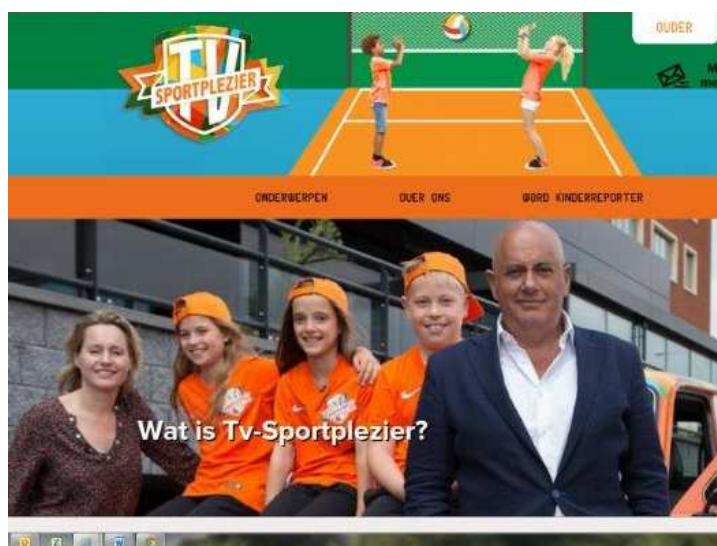 TV
SPORTPLEZIER
OUDER
ONDERWERPEN
OVER ONS
WORD KINDERREPORTER
Wat is Tv-Sportplezier?